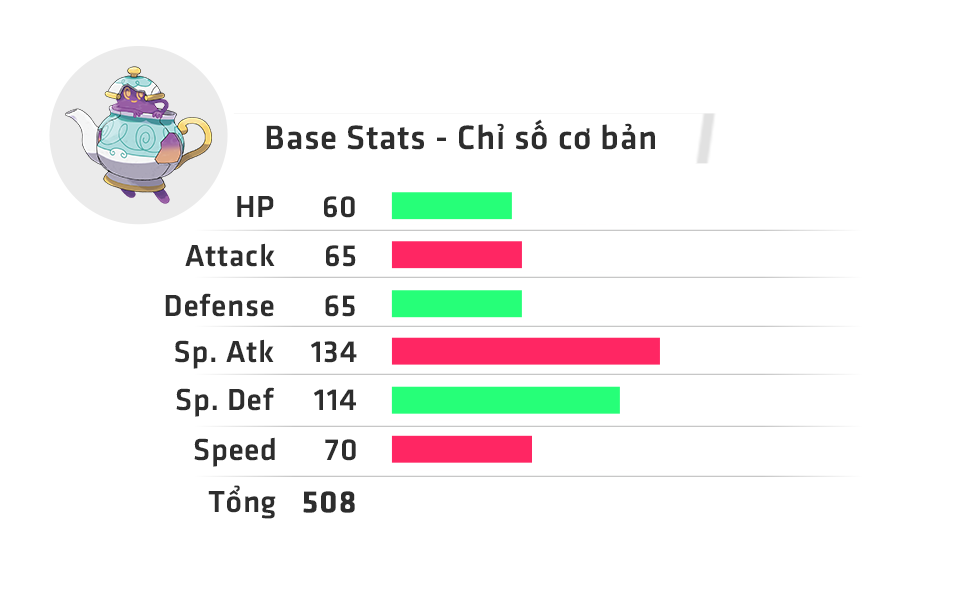 Base Stats - Chỉ số cơ bản
HP 60
Attack 65
Defense 65
Sp. Atk 134
Sp. Def 114
Speed 70
Tổng 508